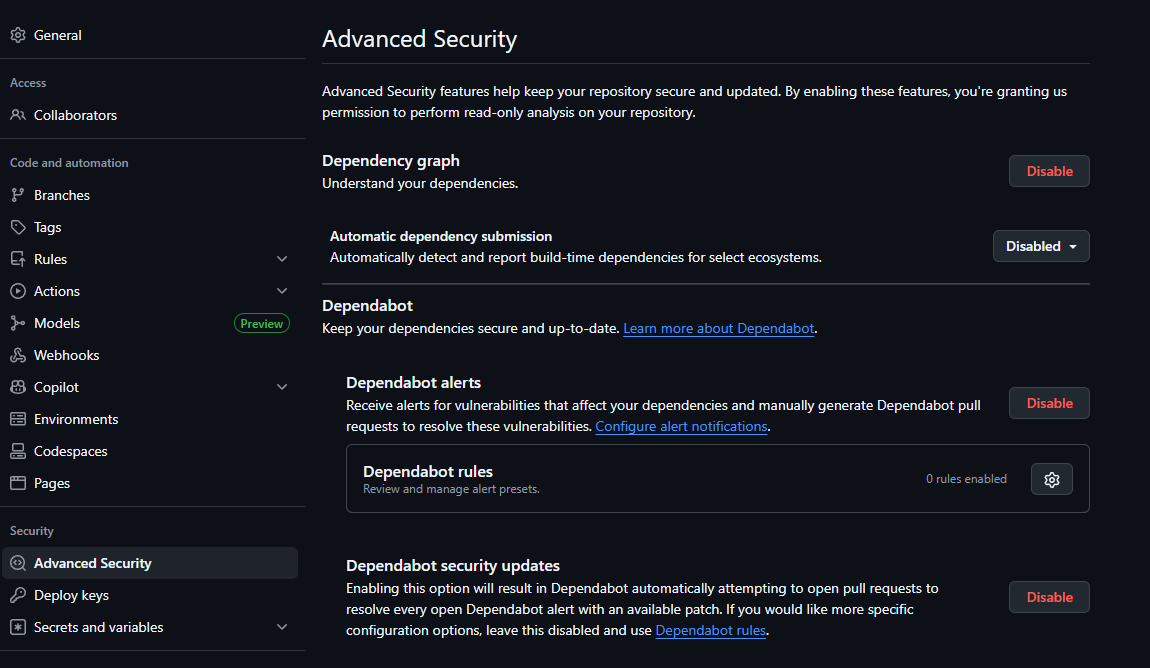 General
Access
Collaborators
Code and automation
Branches
Tags
Rules
Actions
Models
Preview
Webhooks
Copilot
Environments
Codespaces
Pages
Security
Advanced Security
Deploy keys
Secrets and variables
Advanced Security
Advanced Security features help keep your repository secure and updated. By enabling these features, you're granting us
permission to perform read-only analysis on your repository.
Dependency graph
Understand your dependencies.
Disable
Automatic dependency submission
Automatically detect and report build-time dependencies for select ecosystems.
Disabled
Dependabot
Keep your dependencies secure and up-to-date. Learn more about Dependabot.
Dependabot alerts
Receive alerts for vulnerabilities that affect your dependencies and manually generate Dependabot pull
requests to resolve these vulnerabilities. Configure alert notifications.
Disable
Dependabot rules
Review and manage alert presets.
0 rules enabled
Dependabot security updates
Enabling this option will result in Dependabot automatically attempting to open pull requests to
resolve every open Dependabot alert with an available patch. If you would like more specific
configuration options, leave this disabled and use Dependabot rules.
Disable